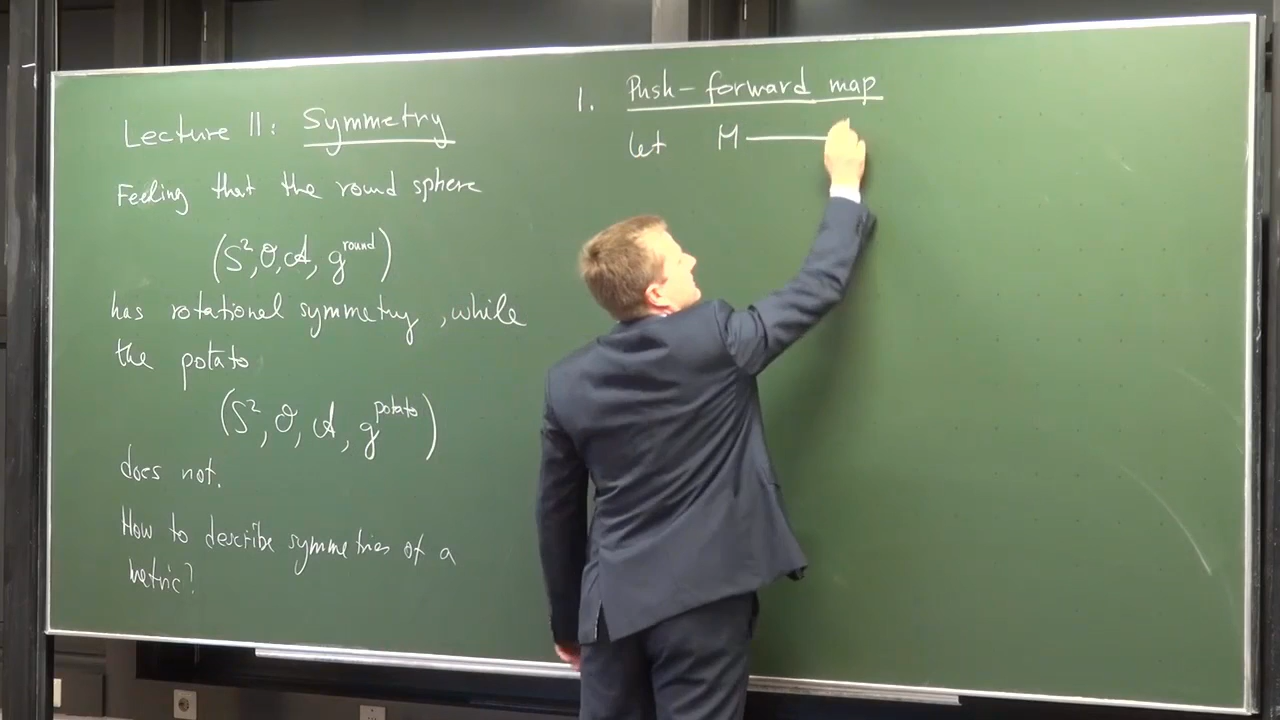 Lecture 11: Symmetry
Feeling that the round sphere
(S², O, A, g^round)
has rotational symmetry, while
the potato
(S², O, A, g^potato)
does not.
How to describe symmetries of a
metric?
1. Push-forward map
let M